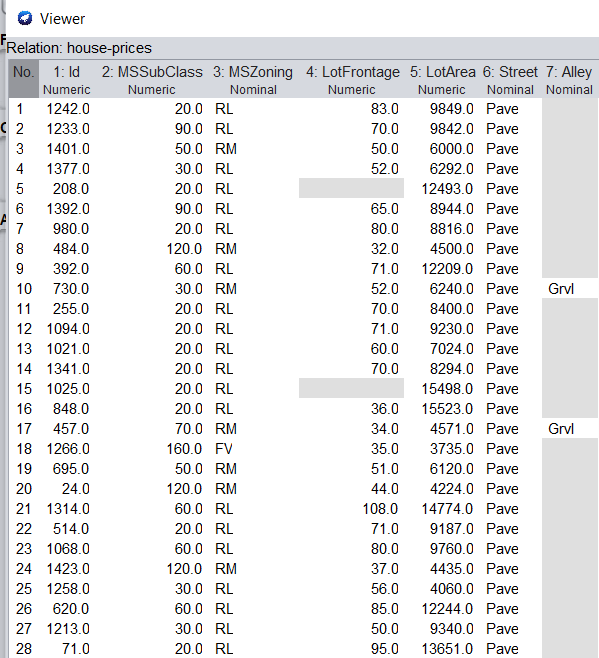 Viewer
Relation: house-prices
No. 1: Id 2: MSSubClass 3: MSZoning 4: LotFrontage 5: LotArea 6: Street 7: Alley
Numeric Numeric Nominal Numeric Numeric Nominal Nominal
1 1242.0 20.0 RL 83.0 9849.0 Pave
2 1233.0 90.0 RL 70.0 9842.0 Pave
3 1401.0 50.0 RM 50.0 6000.0 Pave
4 1377.0 30.0 RL 52.0 6292.0 Pave
5 208.0 20.0 RL 12493.0 Pave
6 1392.0 90.0 RL 65.0 8944.0 Pave
7 980.0 20.0 RL 80.0 8816.0 Pave
8 484.0 120.0 RM 32.0 4500.0 Pave
9 392.0 60.0 RL 71.0 12209.0 Pave
10 730.0 30.0 RM 52.0 6240.0 Pave Grvl
11 255.0 20.0 RL 70.0 8400.0 Pave
12 1094.0 20.0 RL 71.0 9230.0 Pave
13 1021.0 20.0 RL 60.0 7024.0 Pave
14 1341.0 20.0 RL 70.0 8294.0 Pave
15 1025.0 20.0 RL 15498.0 Pave
16 848.0 20.0 RL 36.0 15523.0 Pave
17 457.0 70.0 RM 34.0 4571.0 Pave Grvl
18 1266.0 160.0 FV 35.0 3735.0 Pave
19 695.0 50.0 RM 51.0 6120.0 Pave
20 24.0 120.0 RM 44.0 4224.0 Pave
21 1314.0 60.0 RL 108.0 14774.0 Pave
22 514.0 20.0 RL 71.0 9187.0 Pave
23 1068.0 60.0 RL 80.0 9760.0 Pave
24 1423.0 120.0 RM 37.0 4435.0 Pave
25 1258.0 30.0 RL 56.0 4060.0 Pave
26 620.0 60.0 RL 85.0 12244.0 Pave
27 1213.0 30.0 RL 50.0 9340.0 Pave
28 71.0 20.0 RL 95.0 13651.0 Pave